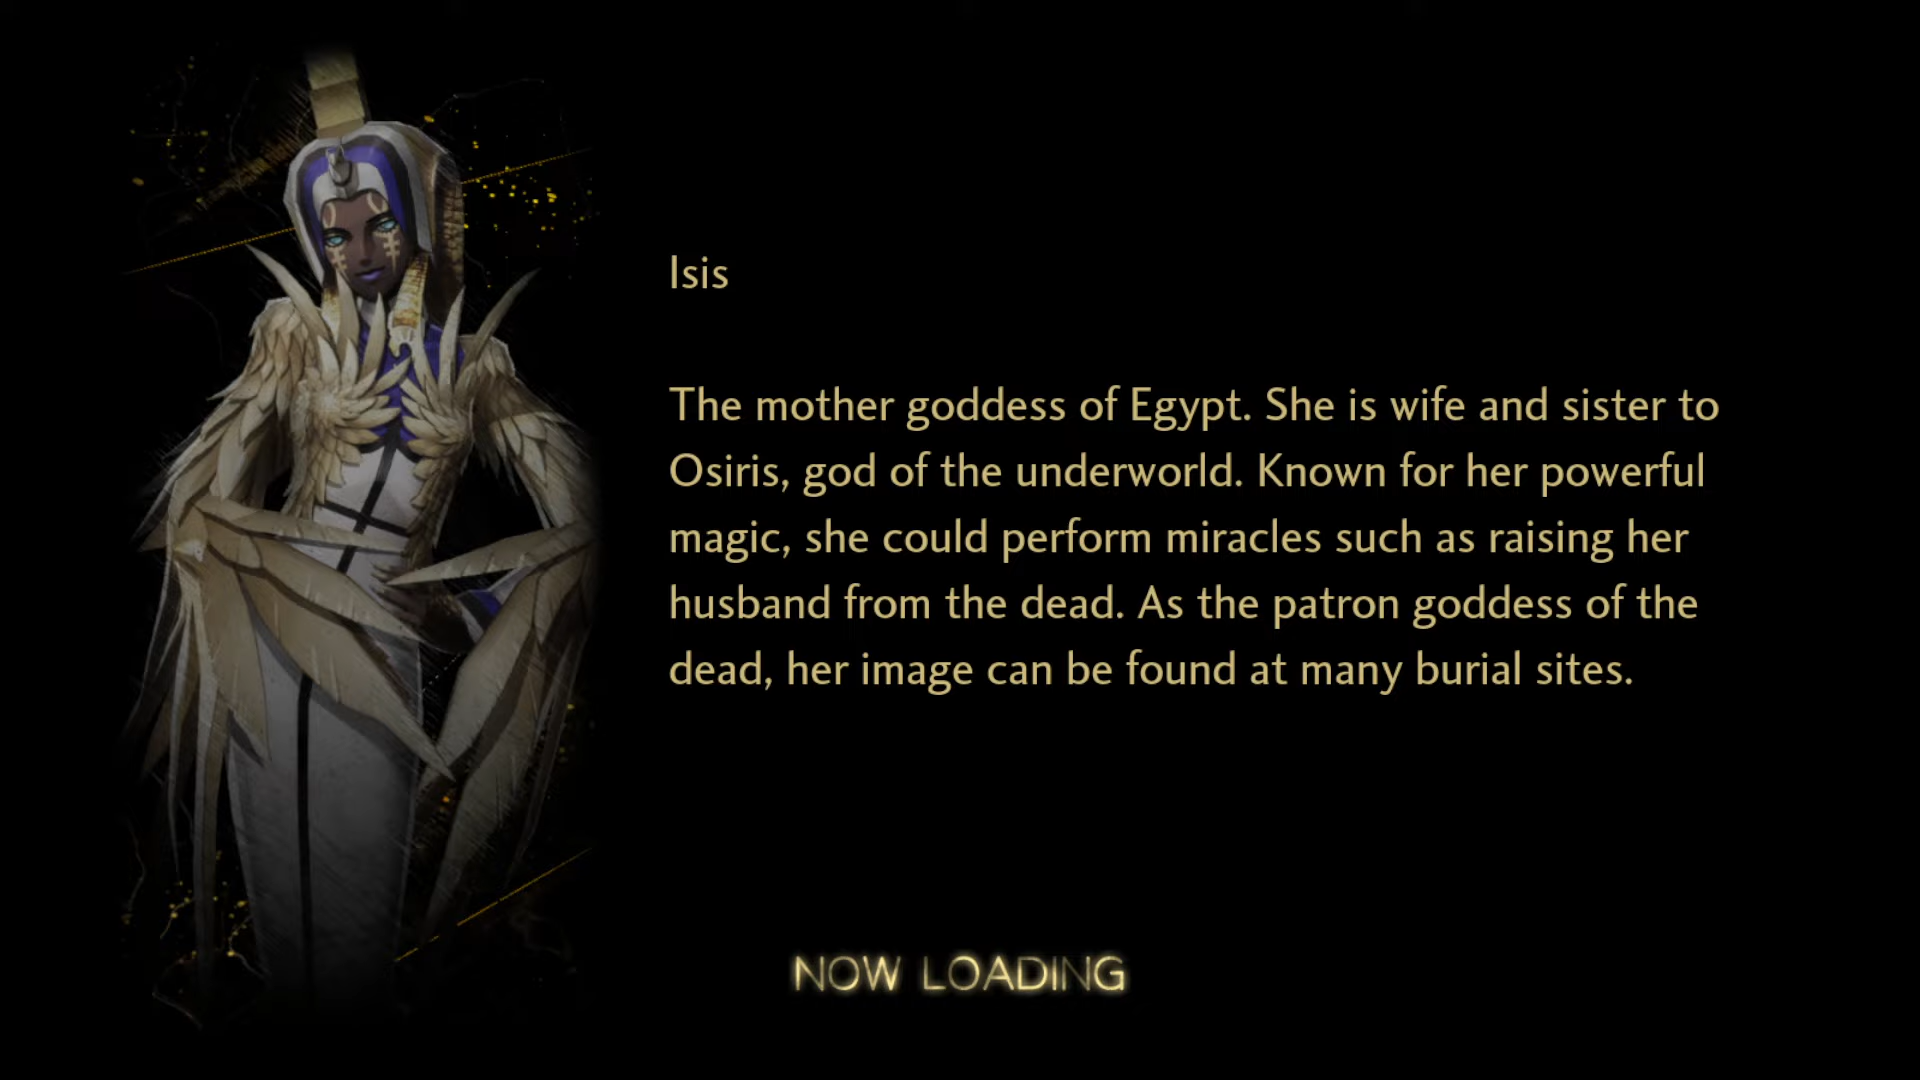 Isis
The mother goddess of Egypt. She is wife and sister to
Osiris, god of the underworld. Known for her powerful
magic, she could perform miracles such as raising her
husband from the dead. As the patron goddess of the
dead, her image can be found at many burial sites.
NOW LOADING